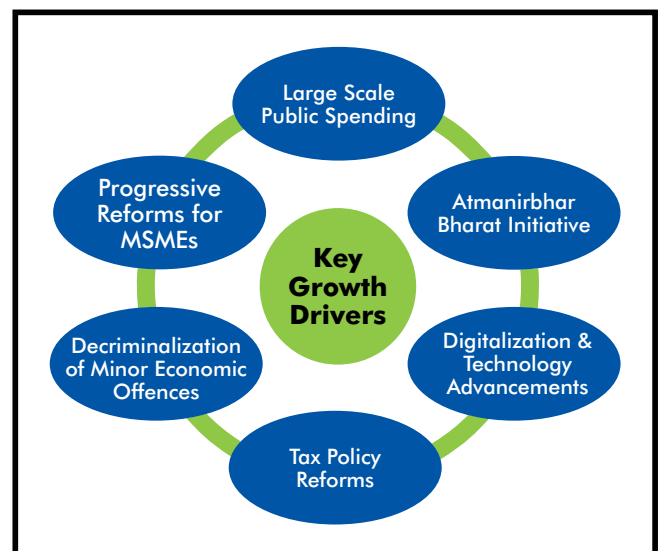 Large Scale
Public Spending
Atmanirbhar
Bharat Initiative
Digitalization &
Technology
Advancements
Tax Policy
Reforms
Decriminalization
of Minor Economic
Offences
Progressive
Reforms for
MSMEs
Key
Growth
Drivers